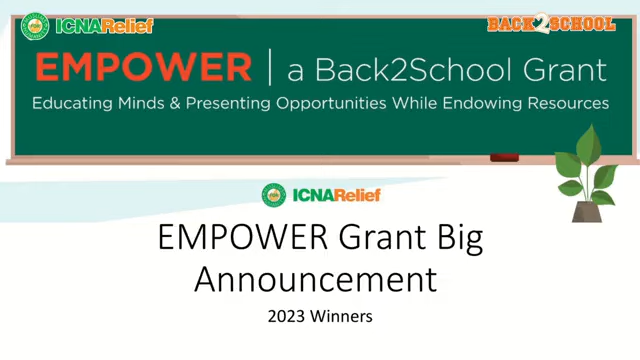 ICNARelief
BACK2SCHOOL
EMPOWER | a Back2School Grant
Educating Minds & Presenting Opportunities While Endowing Resources
ICNARelief
EMPOWER Grant Big
Announcement
2023 Winners